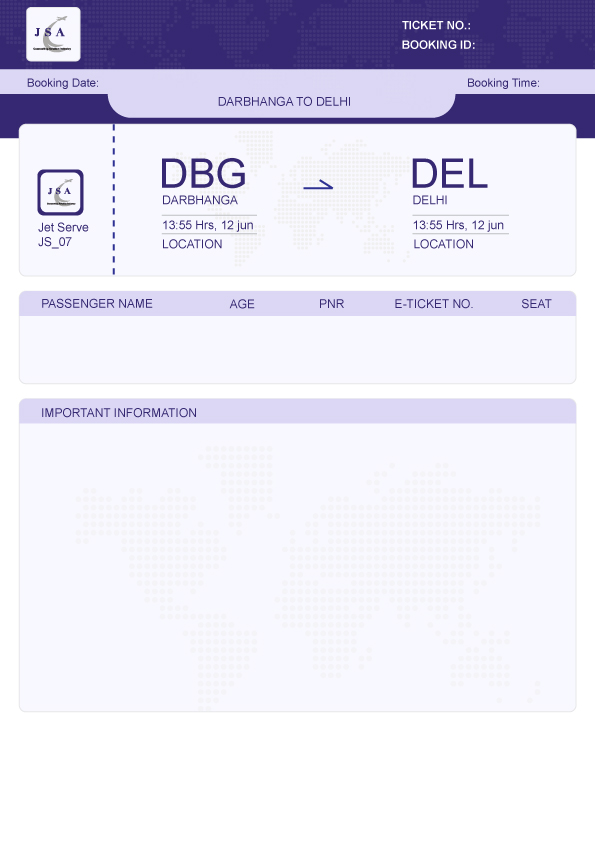 JSA
TICKET NO.:
BOOKING ID:
Booking Date:
Booking Time:
DARBHANGA TO DELHI
JSA
Jet Serve
JS_07
DBG
DARBHANGA
13:55 Hrs, 12 jun
LOCATION
DEL
DELHI
13:55 Hrs, 12 jun
LOCATION
PASSENGER NAME AGE PNR E-TICKET NO. SEAT
IMPORTANT INFORMATION